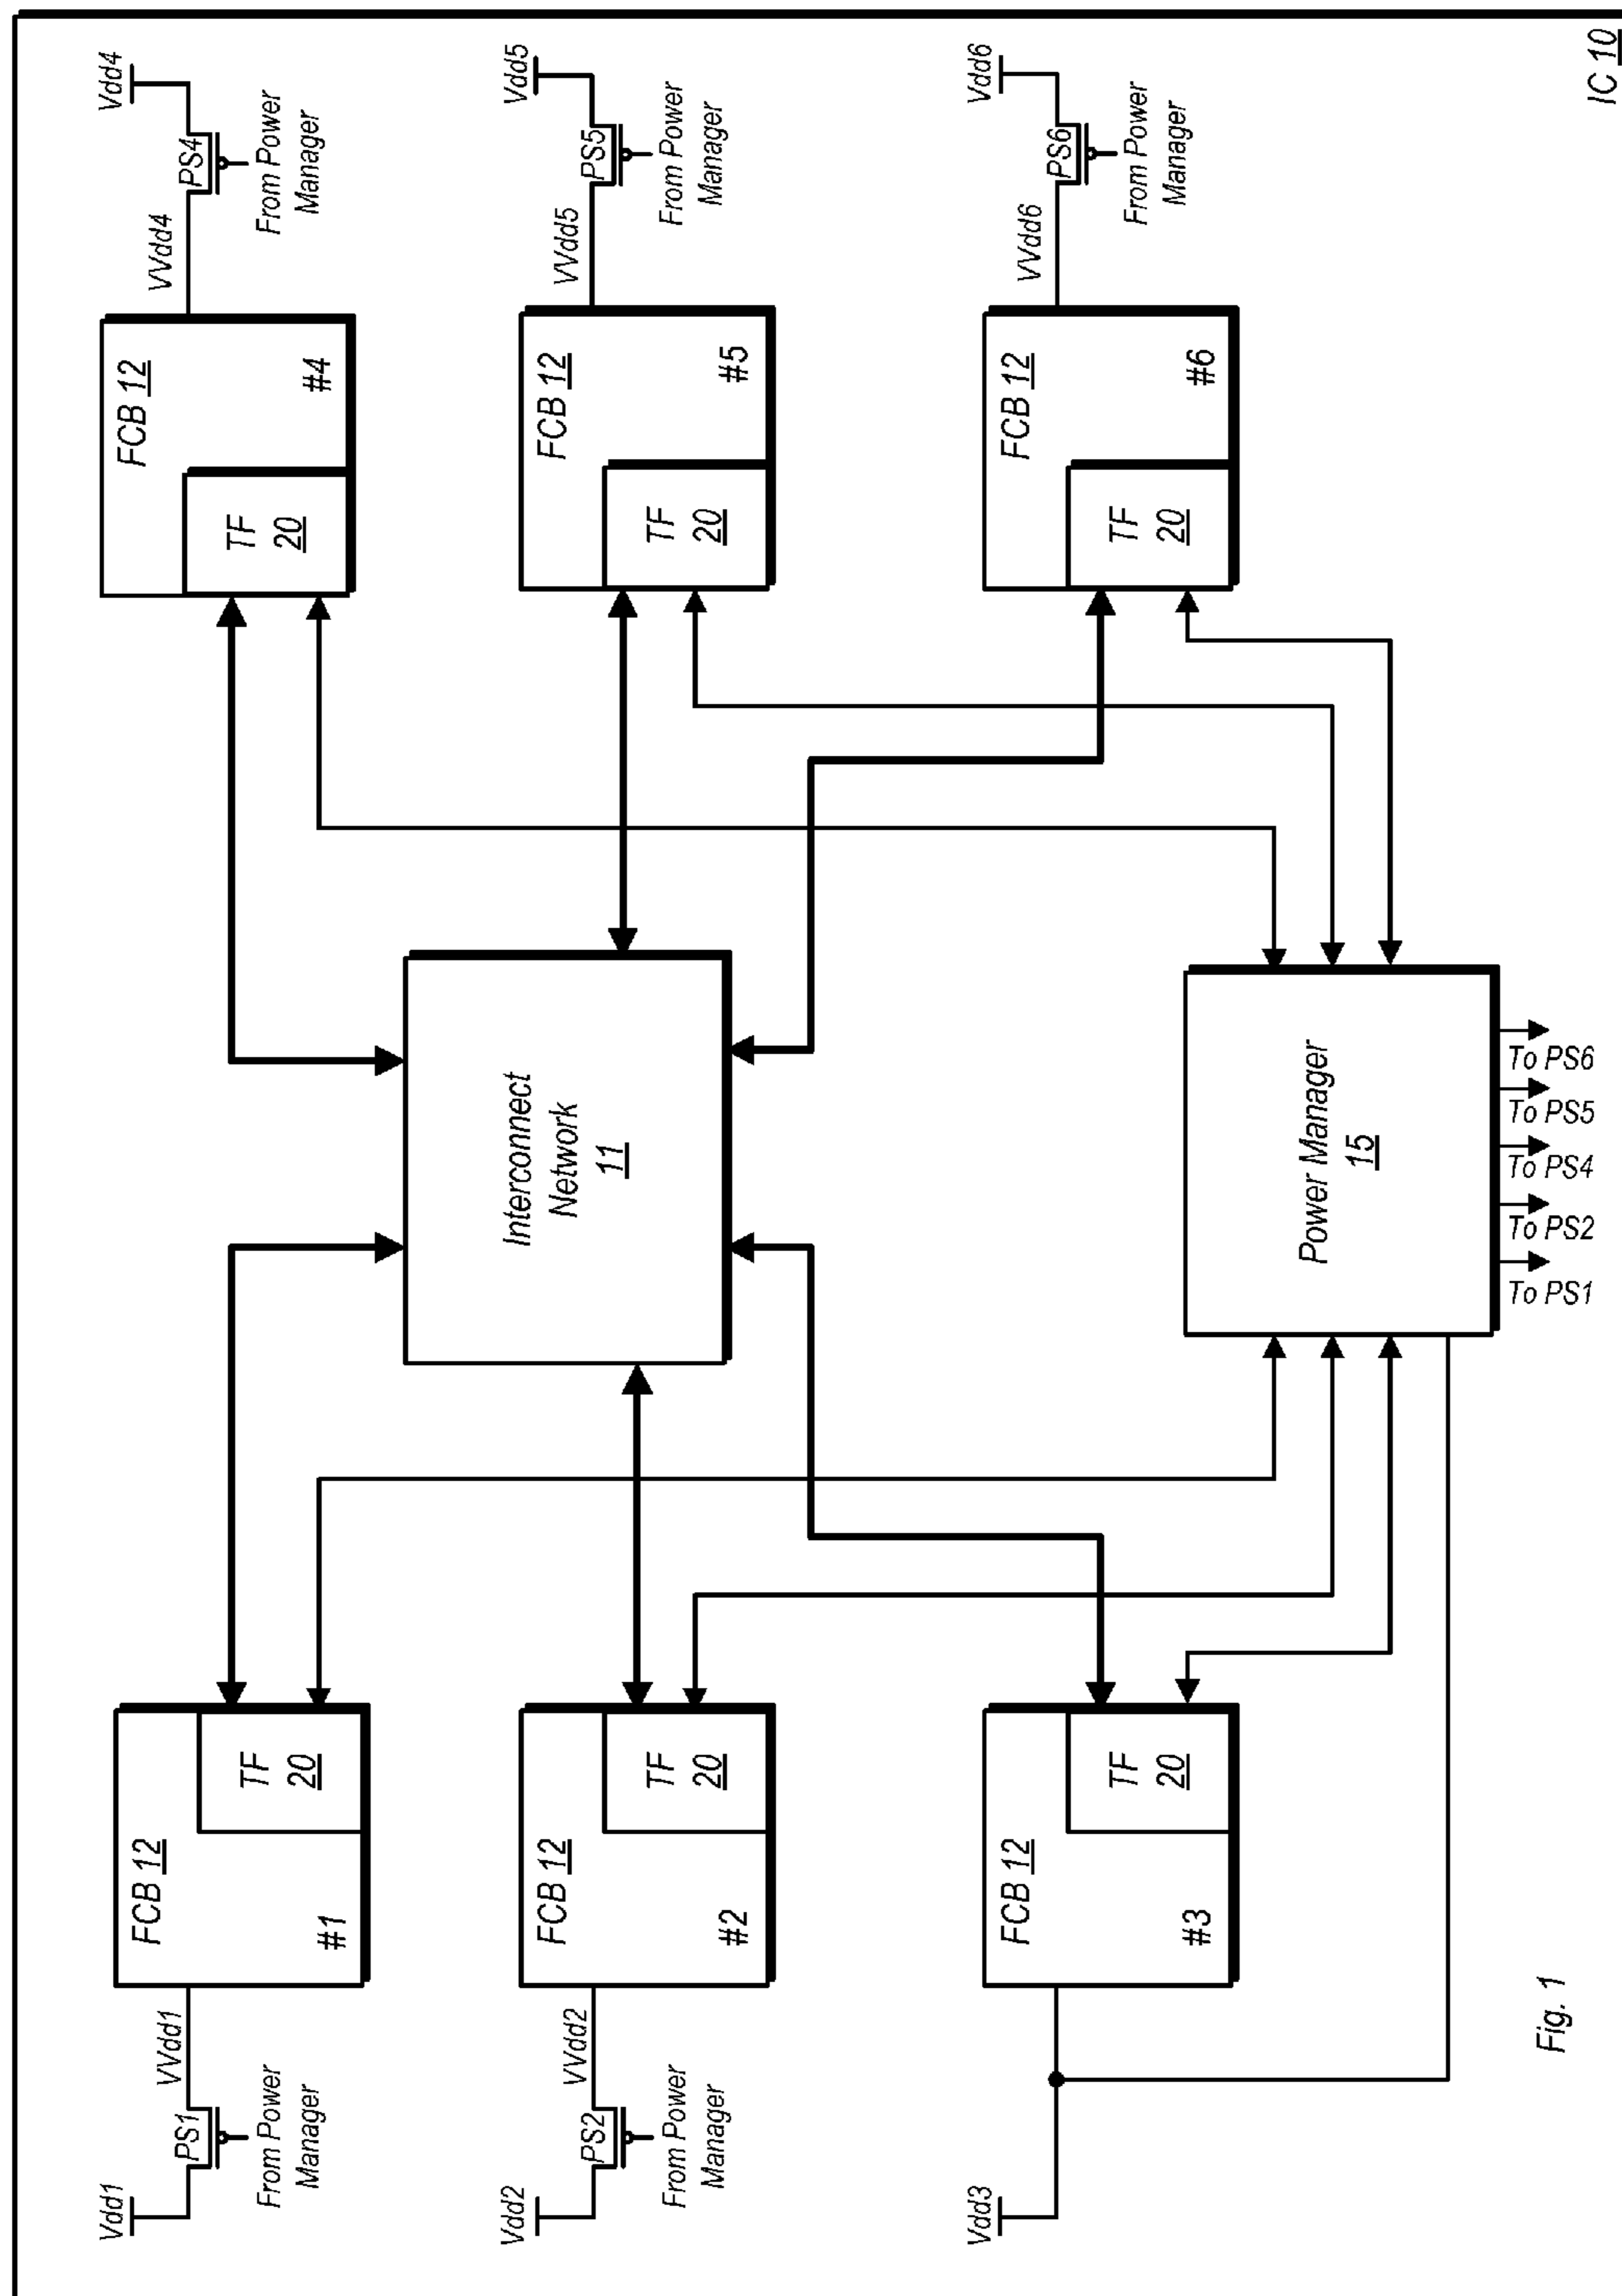 IC 10
Vdd1
PS1
VVdd1
From Power
Manager
FCB 12
TF
20
#1
Vdd2
PS2
VVdd2
From Power
Manager
FCB 12
TF
20
#2
Vdd3
FCB 12
TF
20
#3
Interconnect
Network
11
Power Manager
15
To PS1
To PS2
To PS4
To PS5
To PS6
FCB 12
TF
20
#4
VVdd4
PS4
Vdd4
From Power
Manager
FCB 12
TF
20
#5
VVdd5
PS5
Vdd5
From Power
Manager
FCB 12
TF
20
#6
VVdd6
PS6
Vdd6
From Power
Manager
Fig. 1